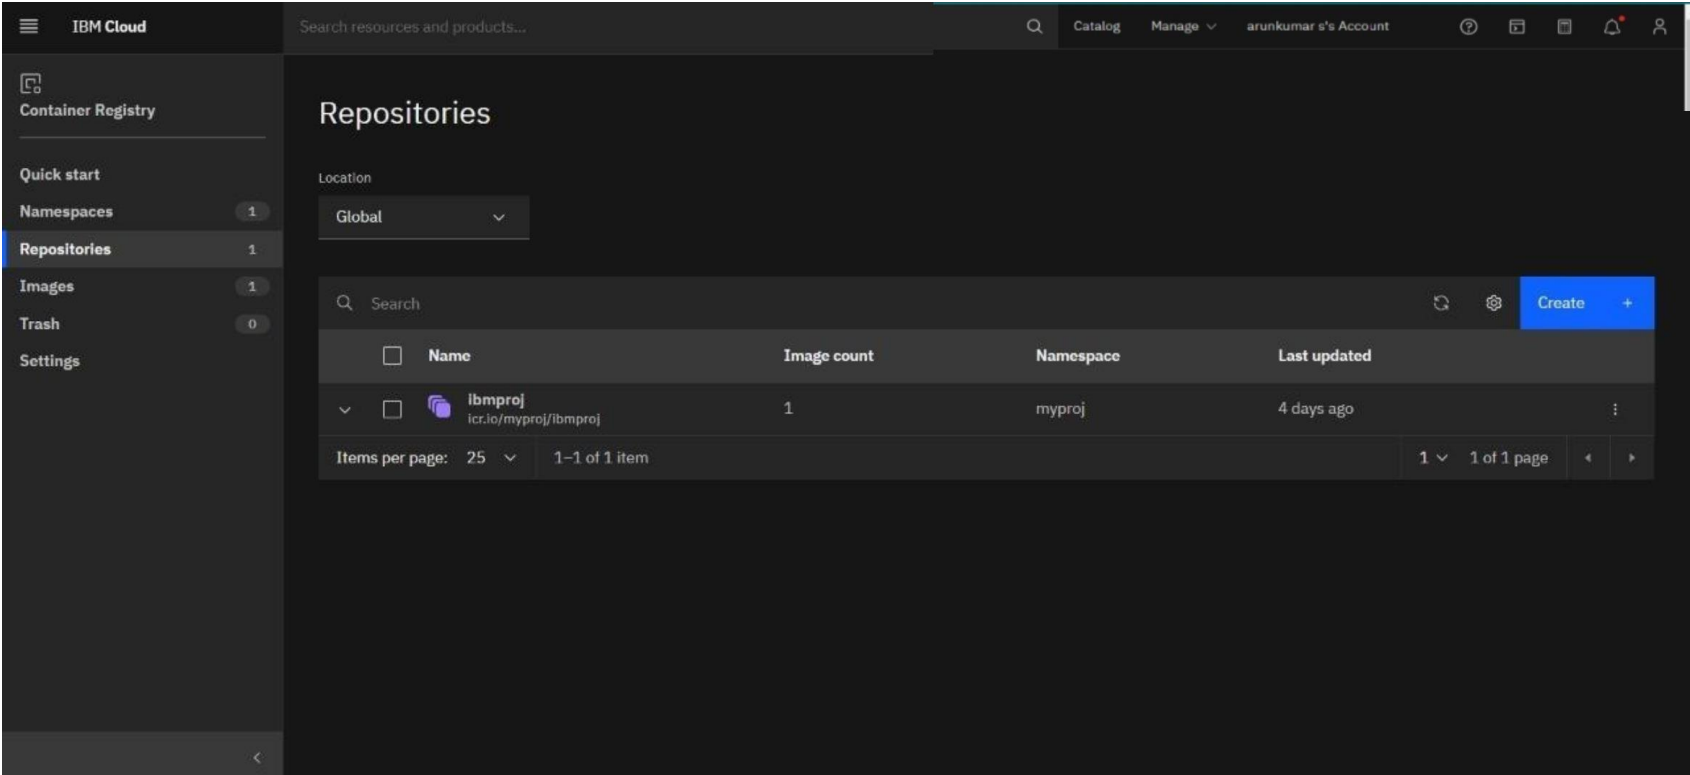 IBM Cloud
Search resources and products...
Catalog
Manage
arunkumar s's Account
Container Registry
Quick start
Namespaces 1
Repositories 1
Images 1
Trash 0
Settings
Repositories
Location
Global
Search
Create +
Name Image count Namespace Last updated
ibmproj
icr.io/myproj/ibmproj
1 myproj 4 days ago
Items per page: 25 1–1 of 1 item 1 1 of 1 page